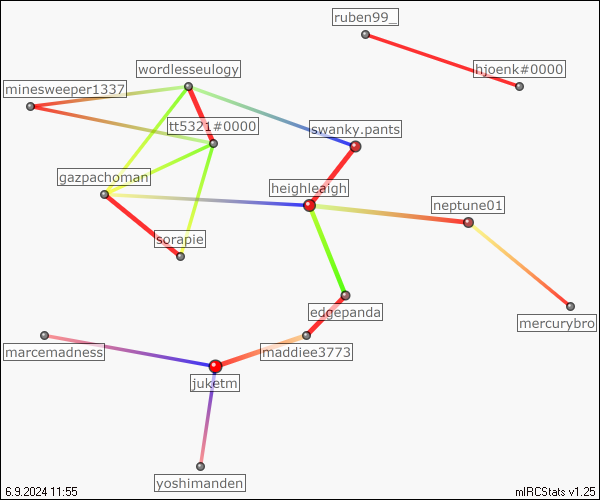 ruben99_
wordlesseulogy
hjoenk#0000
minesweeper1337
tt5321#0000
swanky.pants
gazpachoman
heighleaigh
neptune01
sorapie
edgepanda
mercurybro
marcemadness
maddiee3773
juketm
yoshimanden
6.9.2024 11:55
mIRCStats v1.25